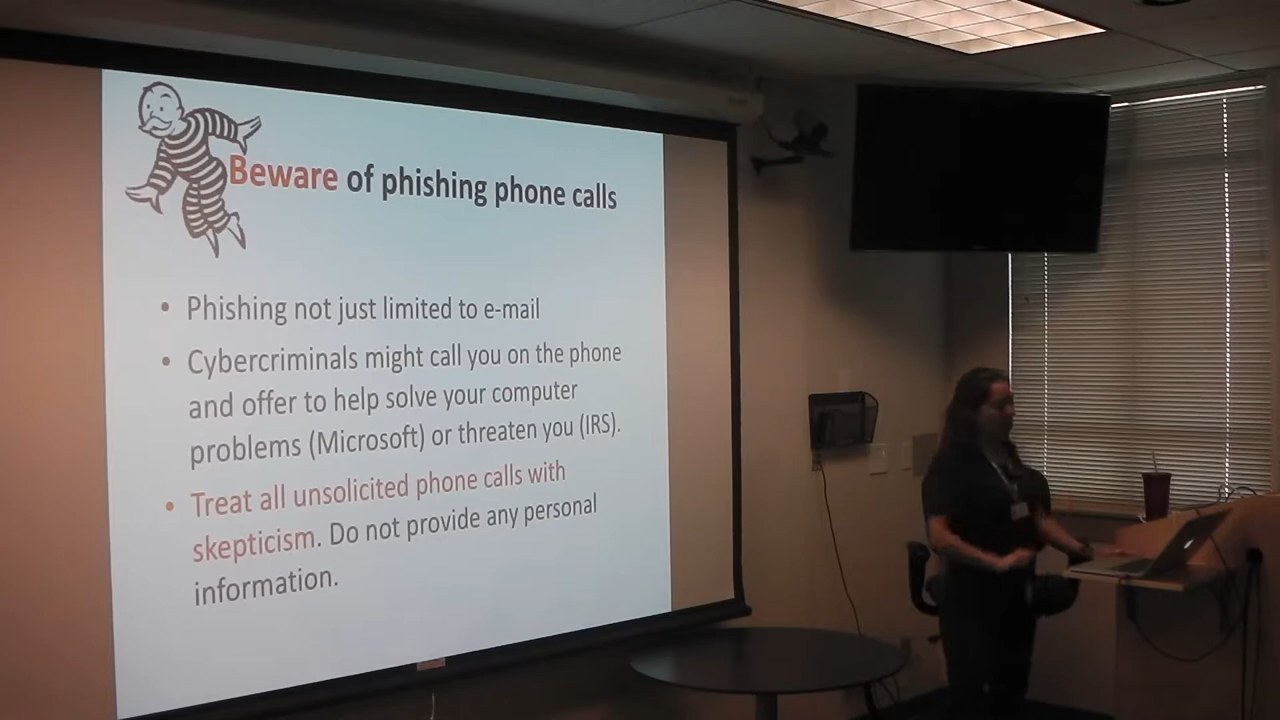 Beware of phishing phone calls
• Phishing not just limited to e-mail
• Cybercriminals might call you on the phone
and offer to help solve your computer
problems (Microsoft) or threaten you (IRS).
• Treat all unsolicited phone calls with
skepticism. Do not provide any personal
information.